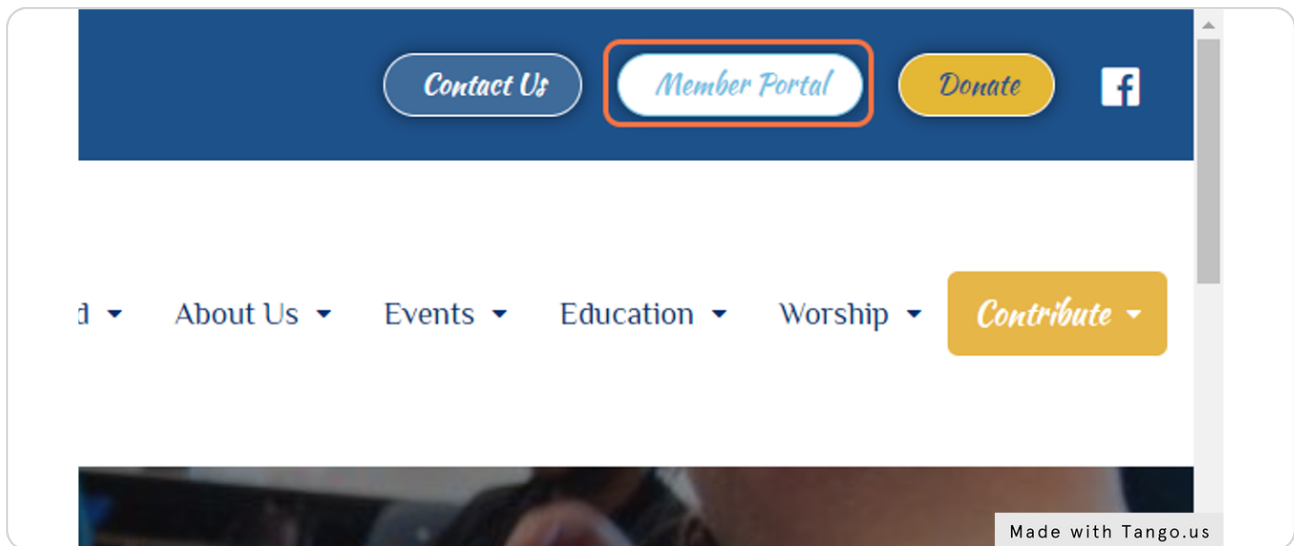 Contact Us Member Portal Donate f
d About Us Events Education Worship Contribute
Made with Tango.us